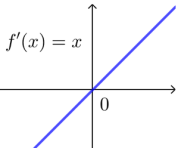 f′(x) = x
0